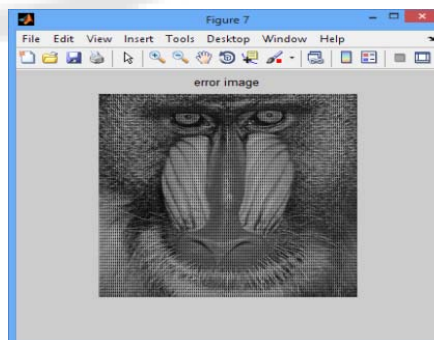 Figure 7
File Edit View Insert Tools Desktop Window Help
error image